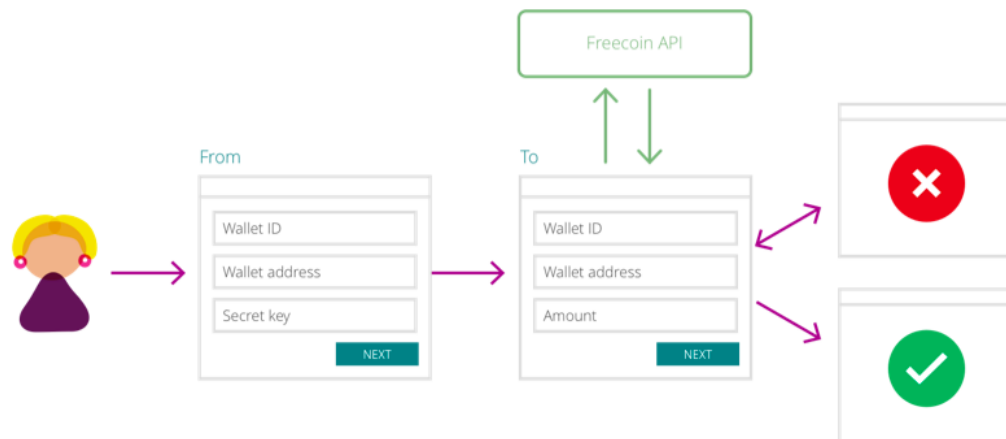 Freecoin API
From
Wallet ID
Wallet address
Secret key
NEXT
To
Wallet ID
Wallet address
Amount
NEXT